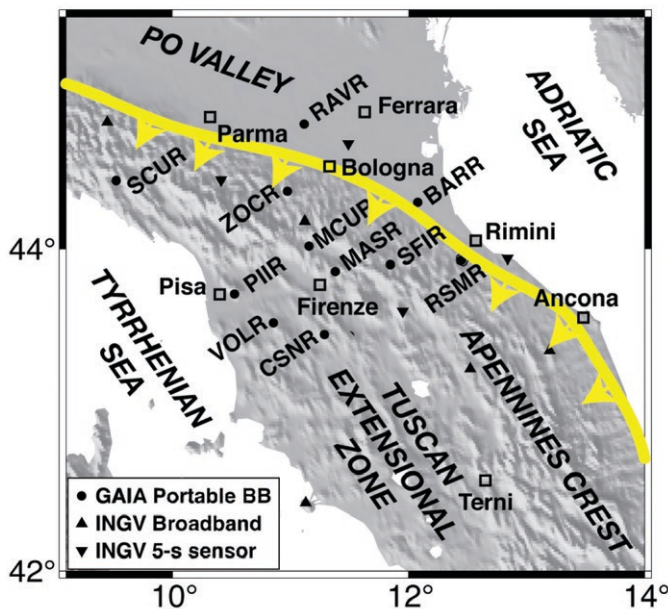 PO VALLEY
ADRIATIC
SEA
RAVR
Ferrara
Parma
SCUR
Bologna
ZOCR
BARR
MCUR
MASR
SFIR
Rimini
44°
RSMR
Pisa
PIIR
Firenze
Ancona
VOLR
CSNR
TYRRHENIAN
SEA
TUSCAN
EXTENSIONAL
ZONE
APENNINES CREST
Terni
GAIA Portable BB
INGV Broadband
INGV 5-s sensor
42°
10°
12°
14°